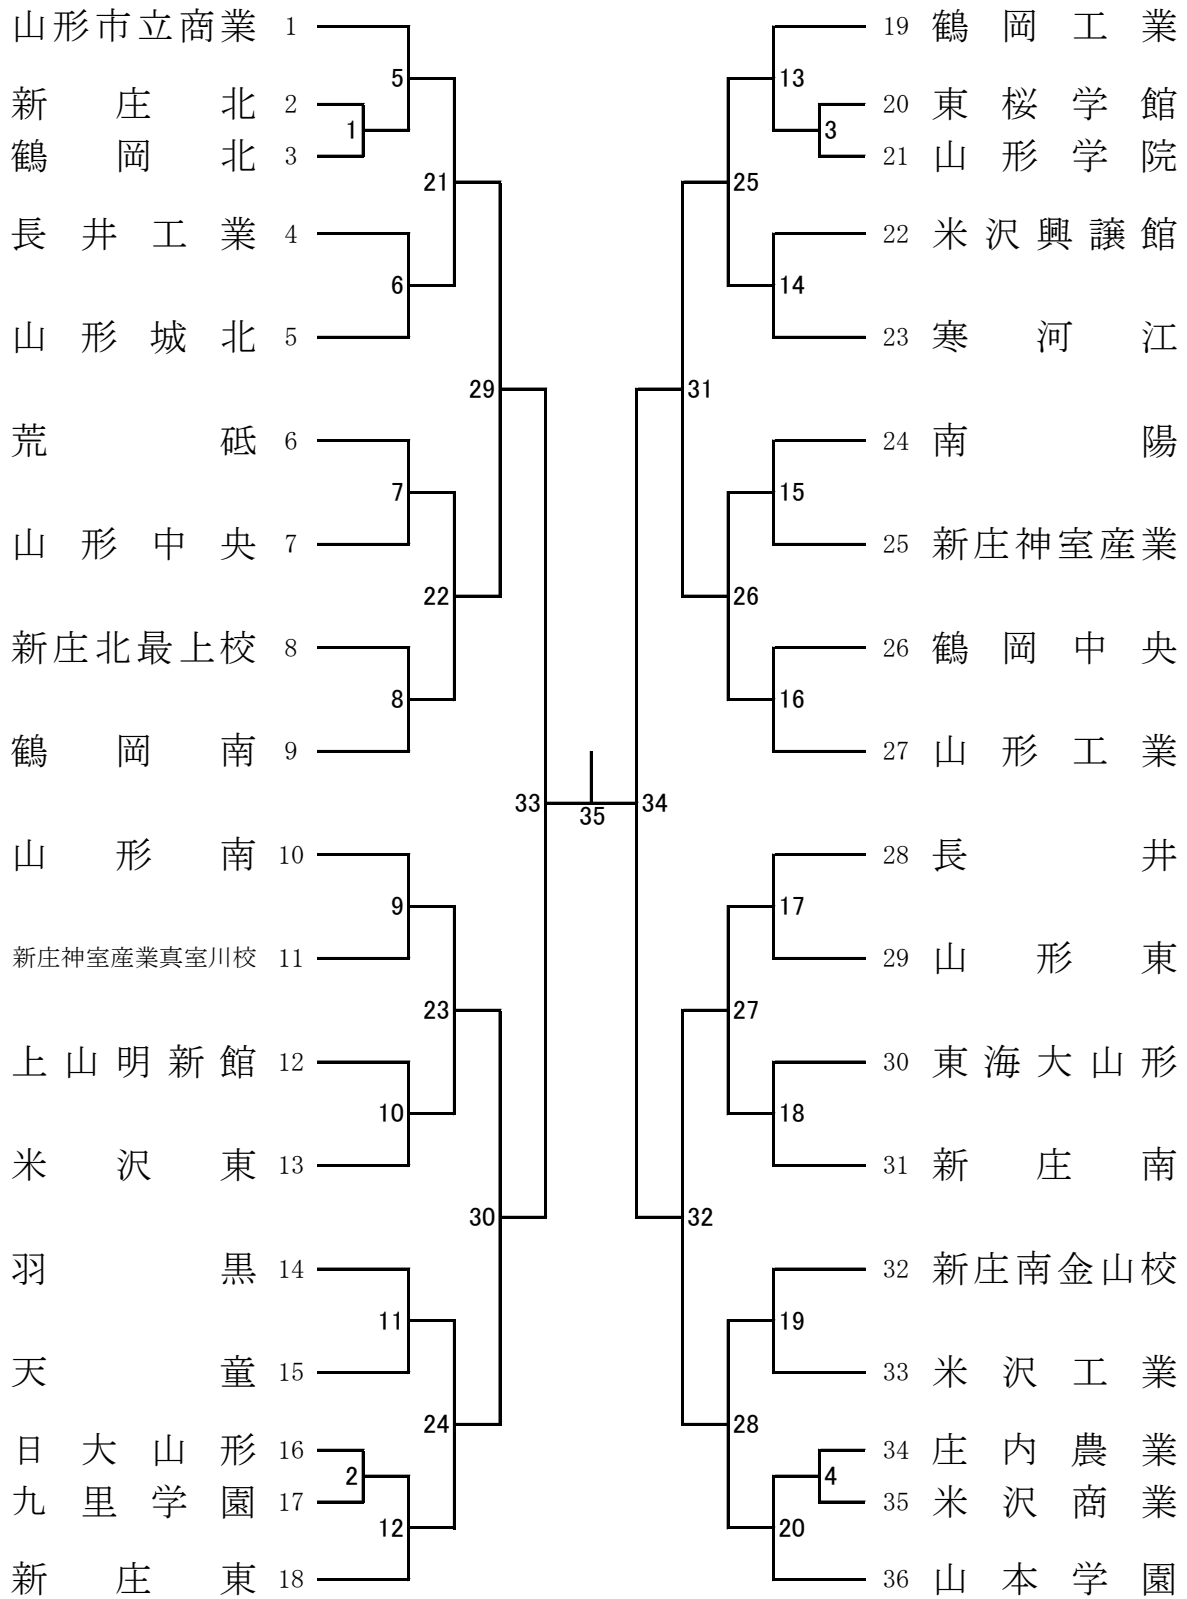 山形市立商業 1
新庄北 2
鶴岡北 3
長井工業 4
山形城北 5
荒砥 6
山形中央 7
新庄北最上校 8
鶴岡南 9
山形南 10
新庄神室産業真室川校 11
上山明新館 12
米沢東 13
羽黒 14
天童 15
日大山形 16
九里学園 17
新庄東 18
5
1
21
6
29
7
22
8
33
9
23
10
30
11
24
2
12
35
13
3
25
14
31
15
26
16
34
17
27
18
32
19
28
4
20
19 鶴岡工業
20 東桜学館
21 山形学院
22 米沢興譲館
23 寒河江
24 南陽
25 新庄神室産業
26 鶴岡中央
27 山形工業
28 長井
29 山形東
30 東海大山形
31 新庄南
32 新庄南金山校
33 米沢工業
34 庄内農業
35 米沢商業
36 山本学園